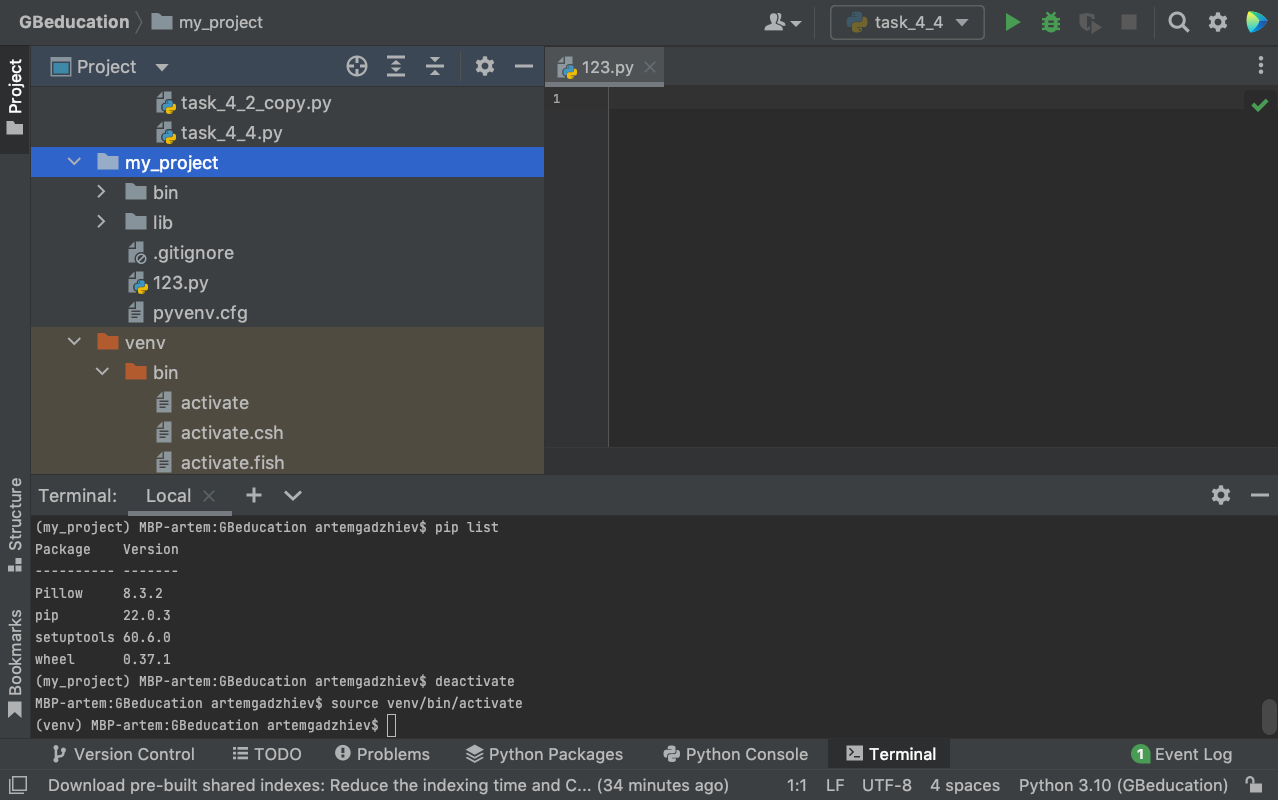 GBeducation
my_project
task_4_4
Project
Project
123.py
task_4_2_copy.py
task_4_4.py
my_project
bin
lib
.gitignore
123.py
pyvenv.cfg
venv
bin
activate
activate.csh
activate.fish
1
Structure
Bookmarks
Terminal:
Local
(my_project) MBP-artem:GBeducation artemgadzhiev$ pip list
Package    Version
---------- -------
Pillow     8.3.2
pip        22.0.3
setuptools 60.6.0
wheel      0.37.1
(my_project) MBP-artem:GBeducation artemgadzhiev$ deactivate
MBP-artem:GBeducation artemgadzhiev$ source venv/bin/activate
(venv) MBP-artem:GBeducation artemgadzhiev$
Version Control
TODO
Problems
Python Packages
Python Console
Terminal
1 Event Log
Download pre-built shared indexes: Reduce the indexing time and C... (34 minutes ago)
1:1
LF
UTF-8
4 spaces
Python 3.10 (GBeducation)